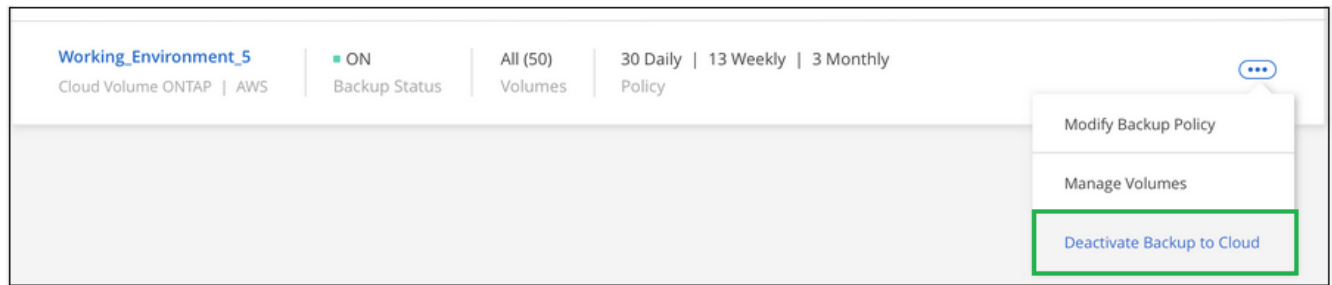 Working_Environment_5
Cloud Volume ONTAP | AWS
ON
Backup Status
All (50)
Volumes
30 Daily | 13 Weekly | 3 Monthly
Policy
Modify Backup Policy
Manage Volumes
Deactivate Backup to Cloud